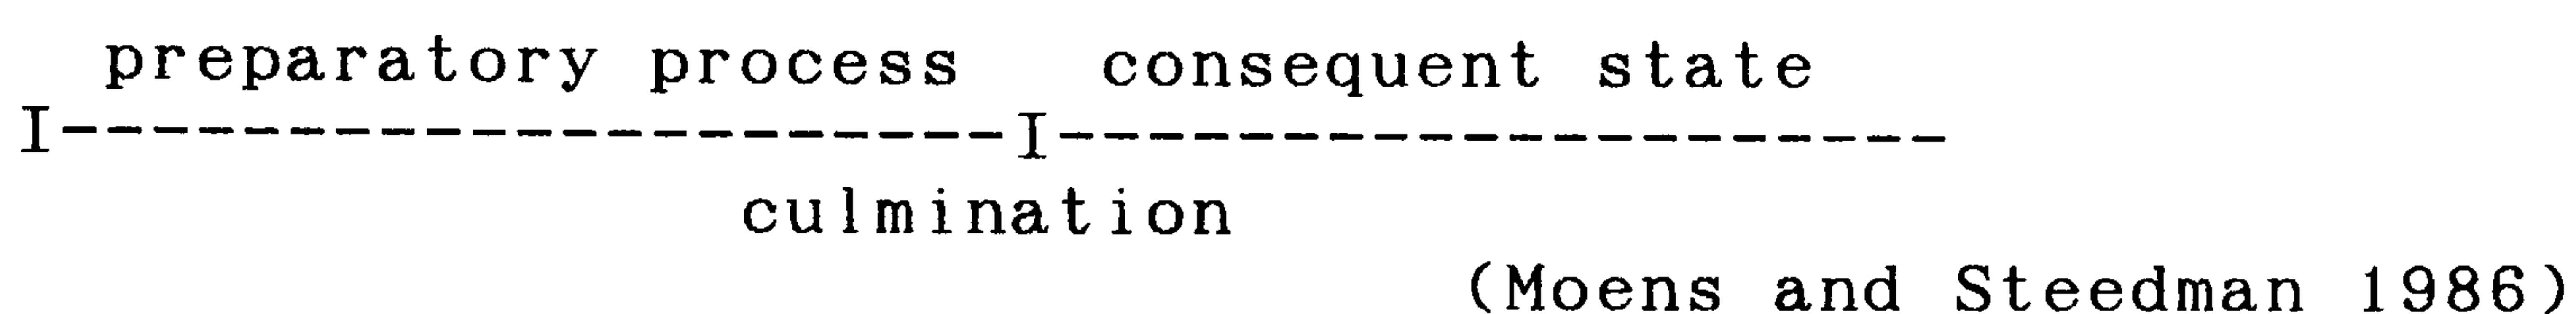 preparatory process consequent state
I---------------------I--------------------
culmination
(Moens and Steedman 1986)